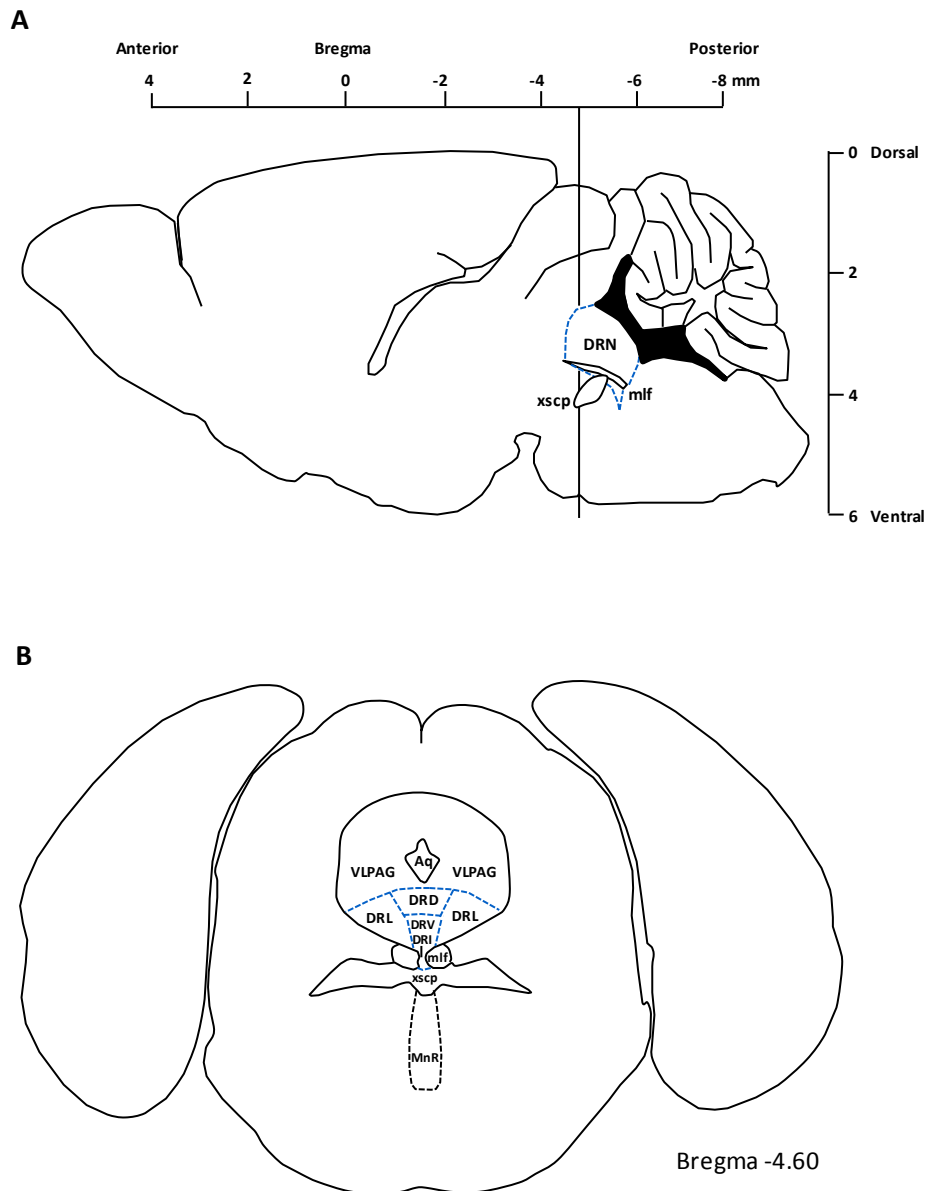 A
Anterior Bregma Posterior
4 2 0 -2 -4 -6 -8 mm
0 Dorsal
2
DRN
4
xscp mlf
6 Ventral
B
Aq
VLPAG VLPAG
DRD
DRL DRV DRL
DRI
mlf
xscp
MnR
Bregma -4.60